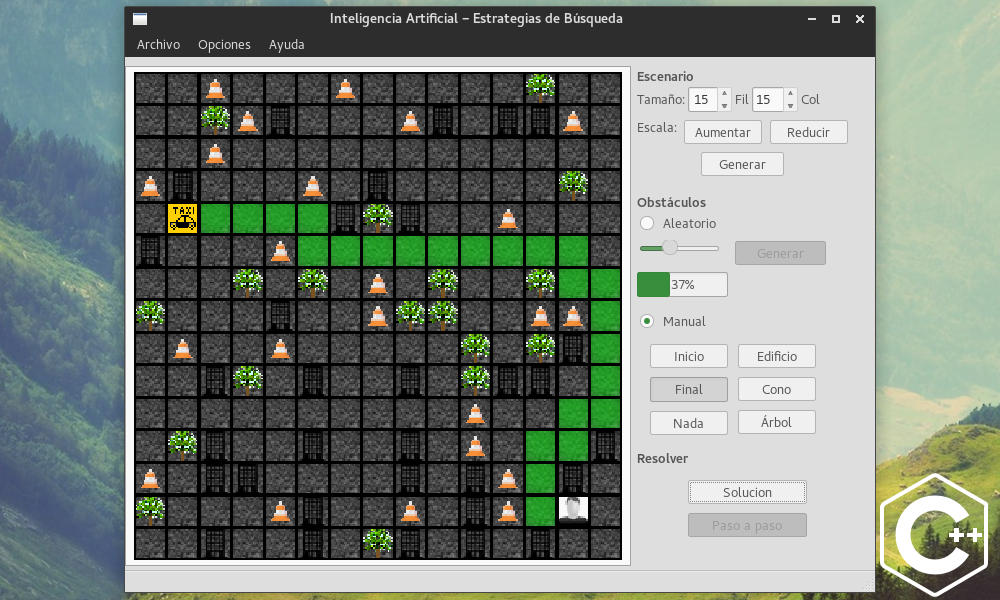 Inteligencia Artificial – Estrategias de Búsqueda
Archivo Opciones Ayuda
Escenario
Tamaño: 15 Fil 15 Col
Escala: Aumentar Reducir
Generar
Obstáculos
Aleatorio
Generar
37%
Manual
Inicio Edificio
Final Cono
Nada Árbol
Resolver
Solucion
Paso a paso
TAXI
C++